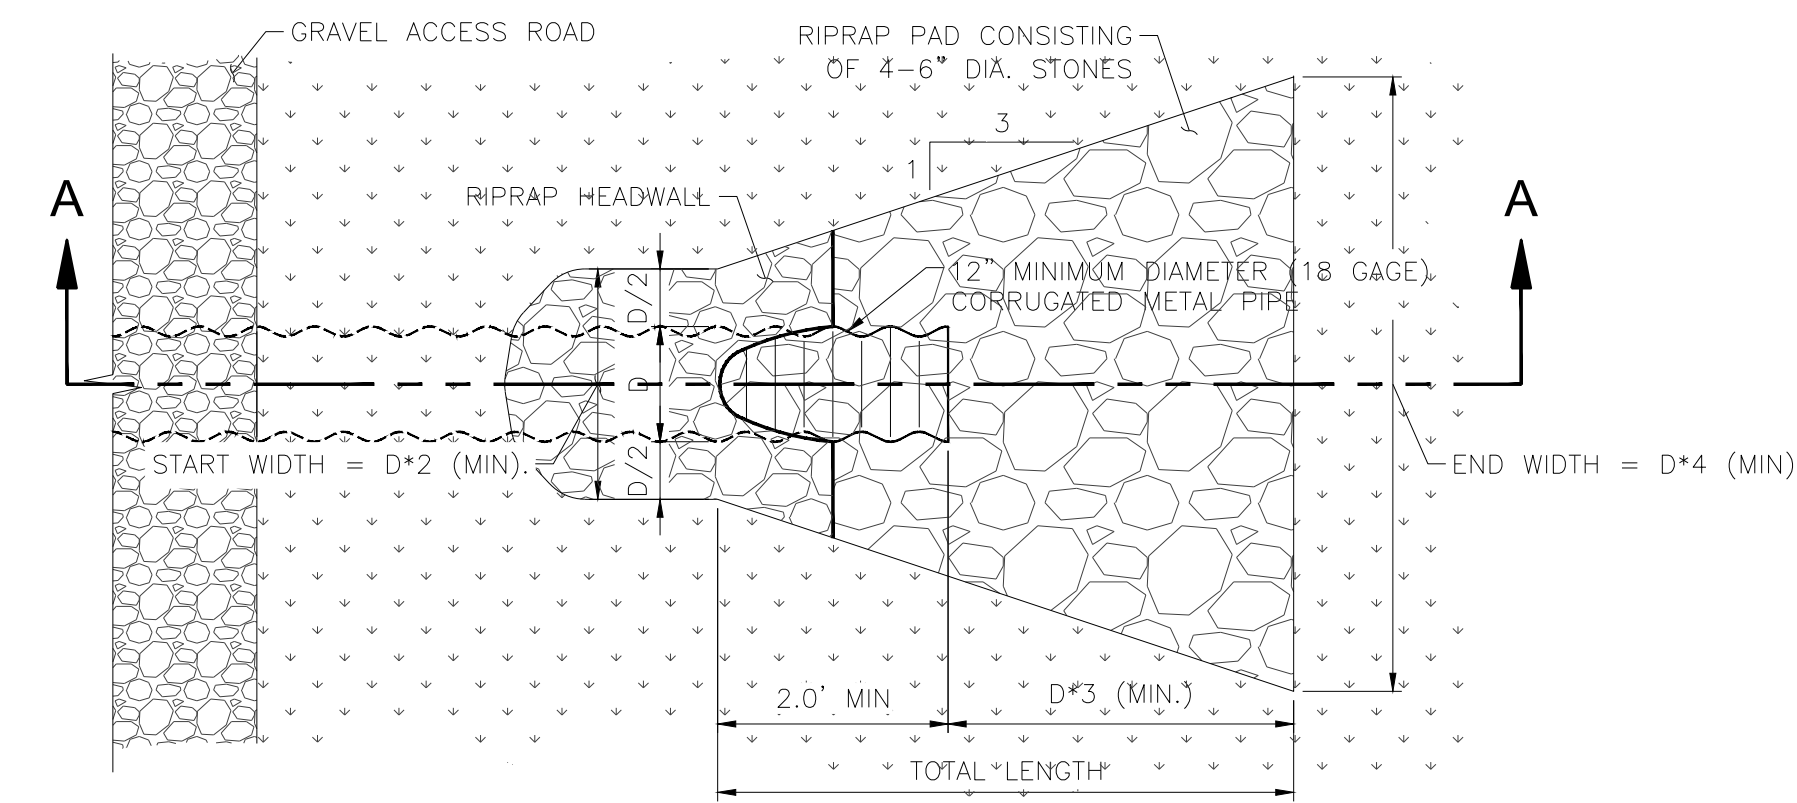 GRAVEL ACCESS ROAD
RIPRAP PAD CONSISTING
OF 4-6" DIA. STONES
3
1
A
RIPRAP HEADWALL
A
D/2
12" MINIMUM DIAMETER (18 GAGE)
CORRUGATED METAL PIPE
D
D/2
START WIDTH = D*2 (MIN).
END WIDTH = D*4 (MIN)
2.0' MIN
D*3 (MIN.)
TOTAL LENGTH